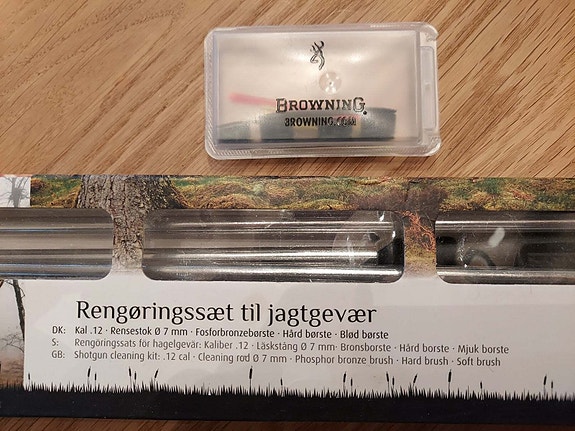 BROWNING
BROWNING.COM
Rengøringssæt til jagtgevær
DK: Kal .12 · Rensestok Ø 7 mm · Fosforbronzebørste · Hård børste · Blød børste
S: Rengøringssats för hagelgevär: Kaliber .12 · Läskstång Ø 7 mm· Bronsborste · Hård borste · Mjuk borste
GB: Shotgun cleaning kit: .12 cal · Cleaning rod Ø 7 mm · Phosphor bronze brush · Hard brush · Soft brush